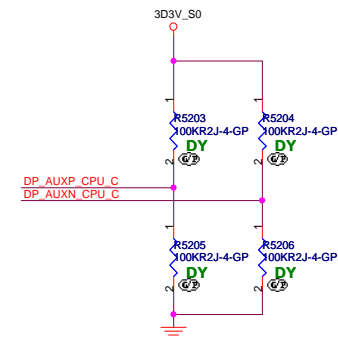 3D3V_S0
1 1
R5203 R5204
100KR2J-4-GP 100KR2J-4-GP
DY DY
2 G/P 2 G/P
DP_AUXP_CPU_C
DP_AUXN_CPU_C
1 1
R5205 R5206
100KR2J-4-GP 100KR2J-4-GP
DY DY
2 G/P 2 G/P